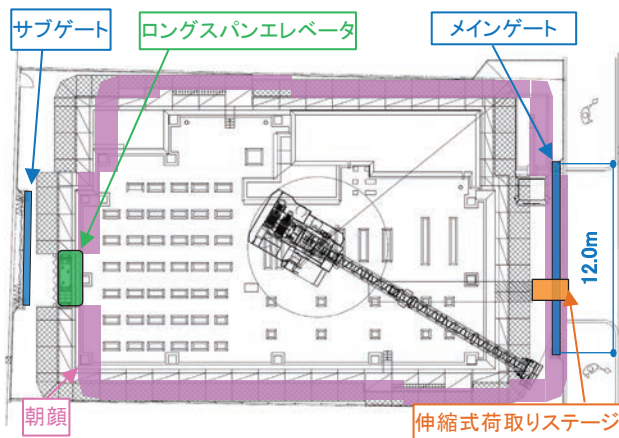 サブゲート
ロングスパンエレベータ
メインゲート
12.0m
朝顔
伸縮式荷取りステージ